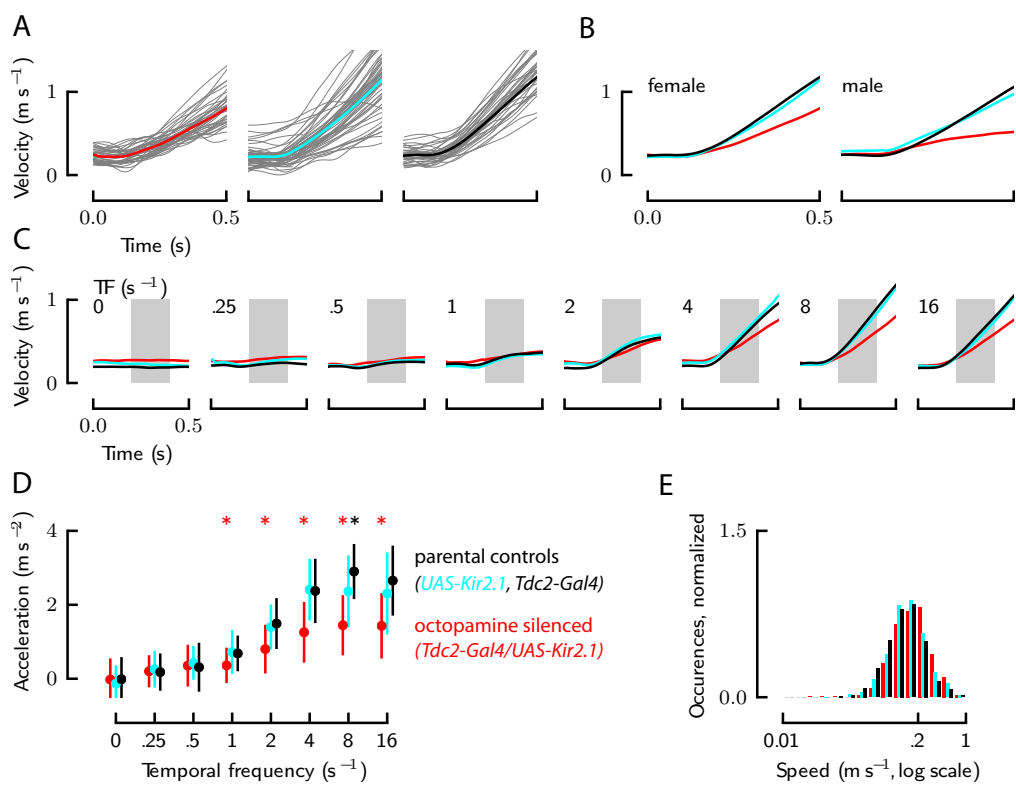 A
B
Velocity (m s⁻¹)
1
0
0.0
0.5
Time (s)
1
0
female
male
0.0
0.5
C
Velocity (m s⁻¹)
1
0
TF (s⁻¹)
0
.25
.5
1
2
4
8
16
0.0
0.5
Time (s)
D
Acceleration (m s⁻²)
4
2
0
* * * * * *
parental controls
(UAS-Kir2.1, Tdc2-Gal4)
octopamine silenced
(Tdc2-Gal4/UAS-Kir2.1)
0 .25 .5 1 2 4 8 16
Temporal frequency (s⁻¹)
E
Occurences, normalized
1.5
0.0
0.01 .2 1
Speed (m s⁻¹, log scale)